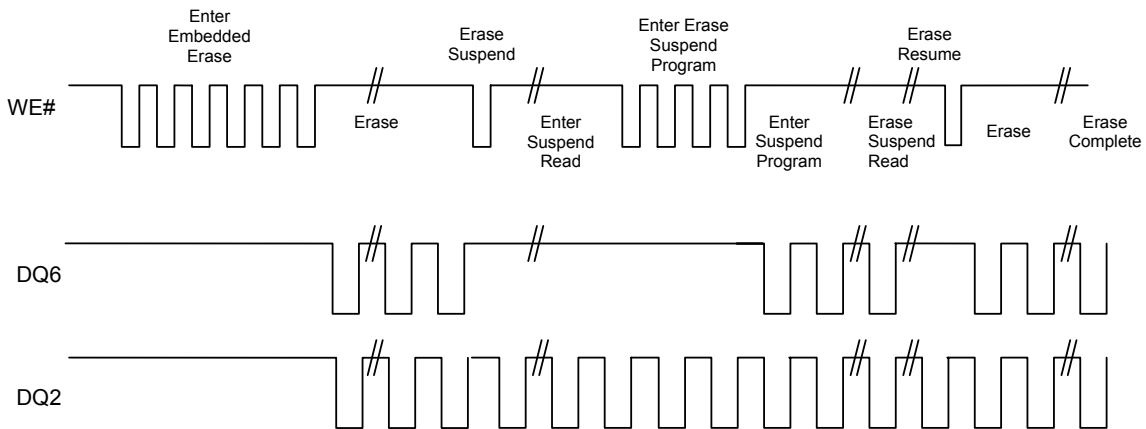 Enter
Embedded
Erase
Erase
Suspend
Enter Erase
Suspend
Program
Erase
Resume
WE#
Erase
Enter
Suspend
Read
Enter
Suspend
Program
Erase
Suspend
Read
Erase
Erase
Complete
DQ6
DQ2